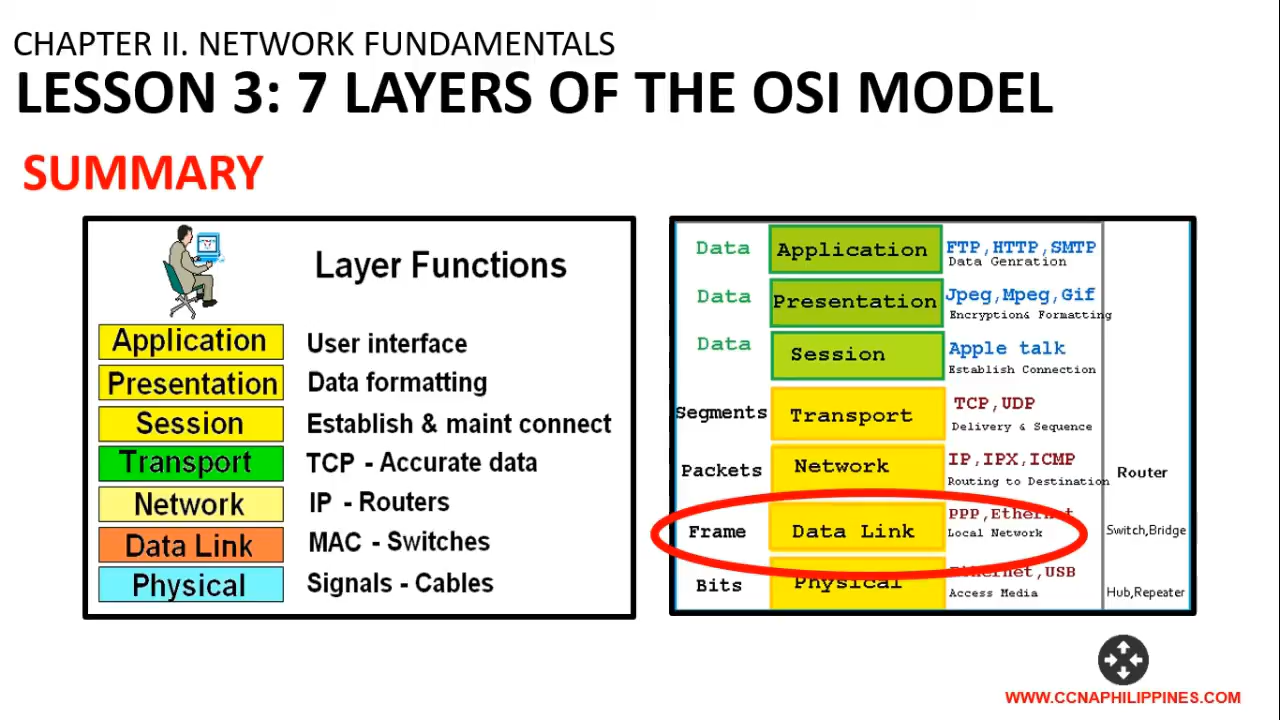 CHAPTER II. NETWORK FUNDAMENTALS
LESSON 3: 7 LAYERS OF THE OSI MODEL
SUMMARY
Layer Functions
Application User interface
Presentation Data formatting
Session Establish & maint connect
Transport TCP - Accurate data
Network IP - Routers
Data Link MAC - Switches
Physical Signals - Cables
Data Application FTP,HTTP,SMTP
Data Genration
Data Presentation Jpeg,Mpeg,Gif
Encryption& Formatting
Data Session Apple talk
Establish Connection
Segments Transport TCP,UDP
Delivery & Sequence
Packets Network IP,IPX,ICMP
Routing to Destination Router
Frame Data Link PPP,Ethernet
Local Network Switch,Bridge
Bits Physical Ethernet,USB
Access Media Hub,Repeater
WWW.CCNAPHILIPPINES.COM